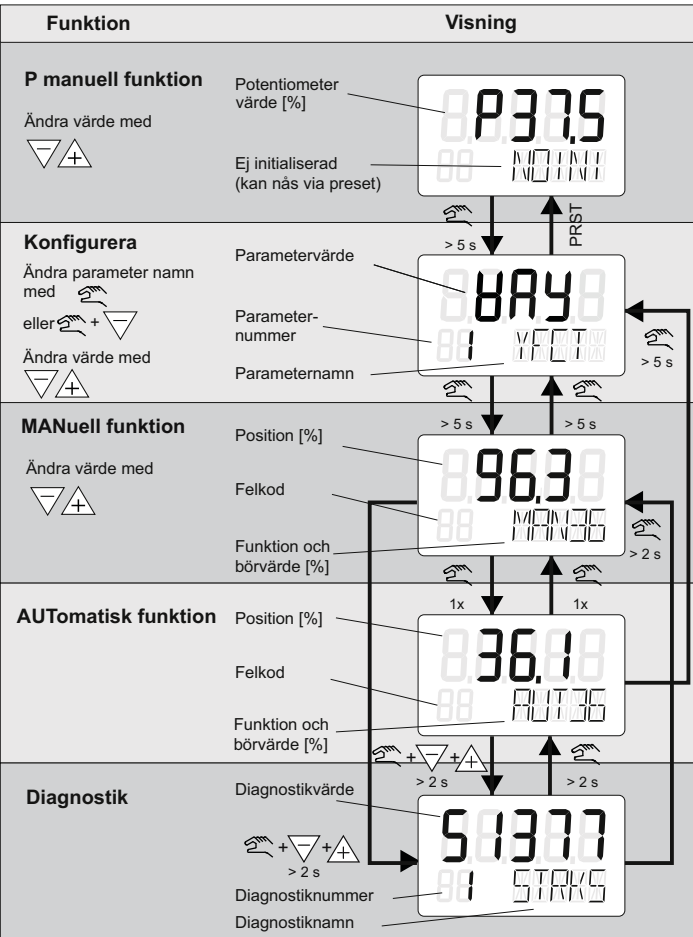 Funktion
Visning
P manuell funktion
Ändra värde med
− +
Potentiometer
värde [%]
Ej initialiserad
(kan nås via preset)
P37.5
NOINI
> 5 s
PRST
Konfigurera
Ändra parameter namn
med
eller + −
Ändra värde med
− +
Parametervärde
Parameter-
nummer
Parameternamn
WAY
1 YFCT
> 5 s
> 5 s
> 5 s
MANuell funktion
Ändra värde med
− +
Position [%]
Felkod
Funktion och
börvärde [%]
96.3
MAN36
> 2 s
1x
1x
AUTomatisk funktion
Position [%]
Felkod
Funktion och
börvärde [%]
36.1
AUT36
+ − + +
> 2 s
> 2 s
Diagnostik
+ − + +
> 2 s
Diagnostikvärde
Diagnostiknummer
Diagnostiknamn
51377
1 STRKS